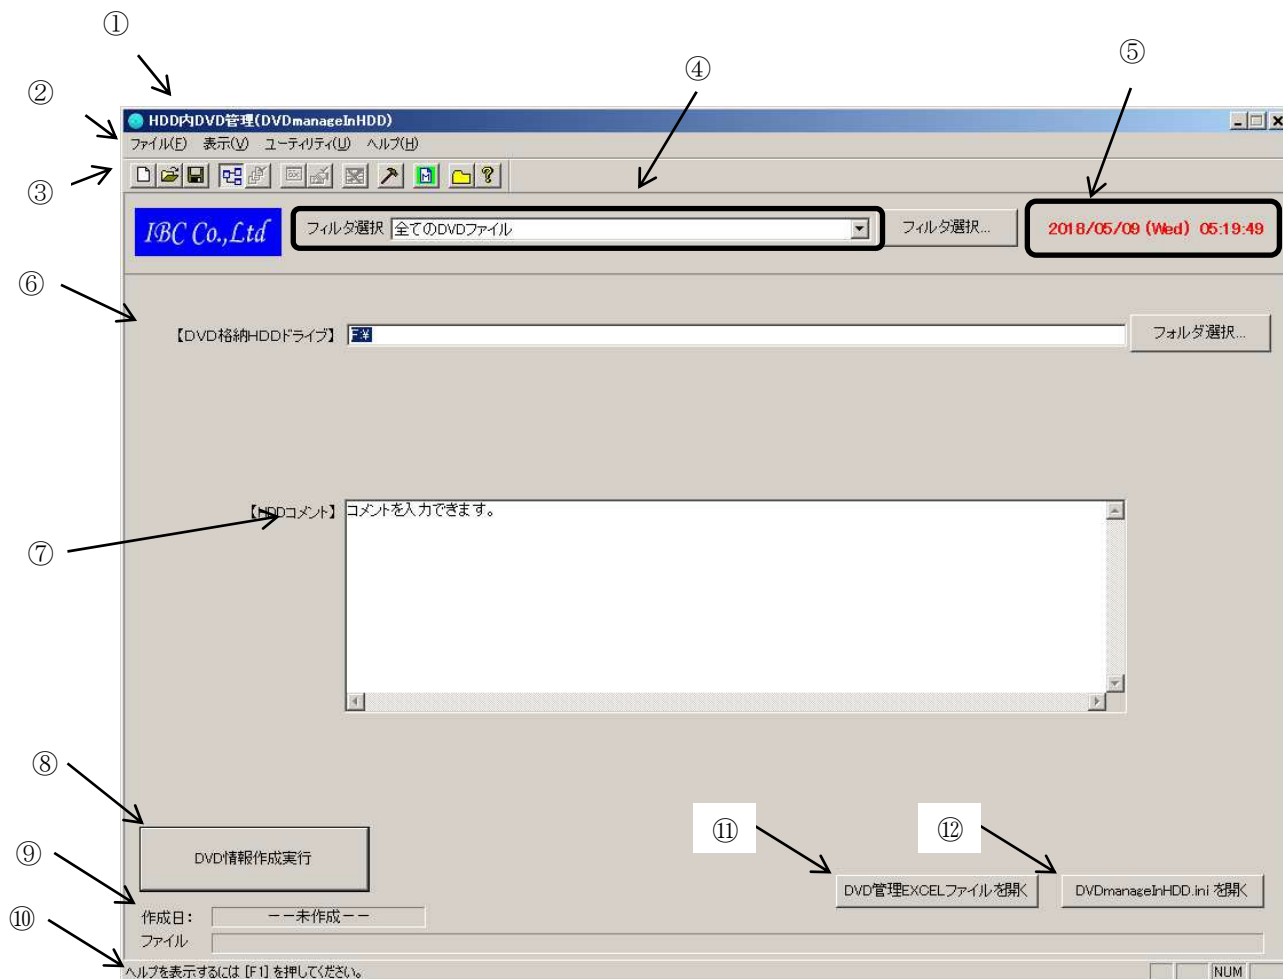 ①
④
⑤
②
HDD内DVD管理(DVDmanageInHDD)
ファイル(F) 表示(V) ユーティリティ(U) ヘルプ(H)
③
IBC Co.,Ltd
フィルタ選択 全てのDVDファイル
フィルタ選択...
2018/05/09 (Wed) 05:19:49
⑥
【DVD格納HDDドライブ】 F:¥
フォルダ選択...
【HDDコメント】 コメントを入力できます。
⑦
⑧
⑪
⑫
DVD情報作成実行
⑨
DVD管理EXCELファイルを開く
DVDmanageInHDD.ini を開く
作成日: ーー未作成ーー
⑩
ファイル
ヘルプを表示するには [F1] を押してください。
NUM